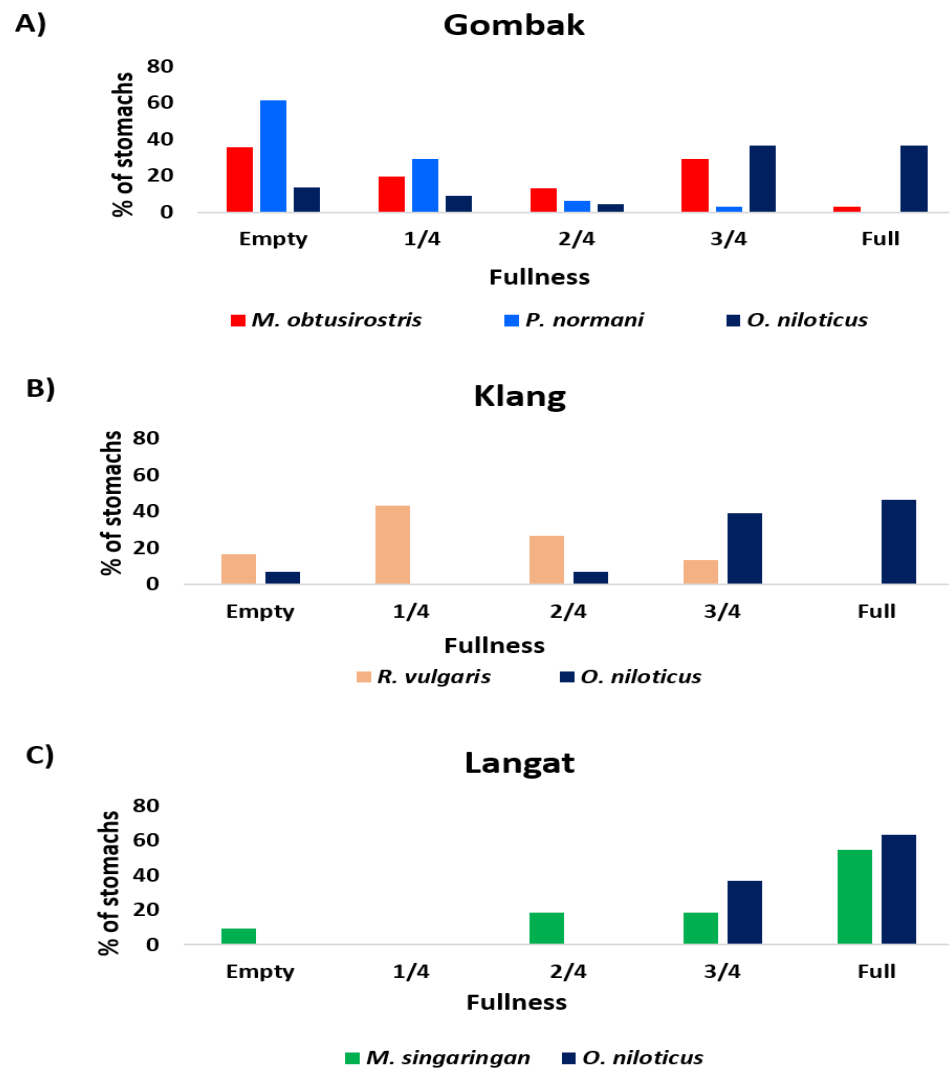 A)
Gombak
% of stomachs
80
60
40
20
0
Empty 1/4 2/4 3/4 Full
Fullness
M. obtusirostris P. normani O. niloticus
B)
Klang
% of stomachs
80
60
40
20
0
Empty 1/4 2/4 3/4 Full
Fullness
R. vulgaris O. niloticus
C)
Langat
% of stomachs
80
60
40
20
0
Empty 1/4 2/4 3/4 Full
Fullness
M. singaringan O. niloticus